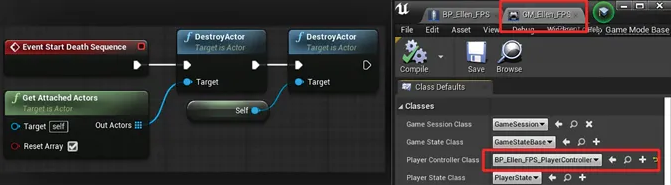 Event Start Death Sequence
DestroyActor
Target is Actor
Target
DestroyActor
Target is Actor
Target
Self
Get Attached Actors
Target is Actor
Target self
Out Actors
Reset Array
BP_Ellen_FPS
GM_Ellen_FPS
File Edit Asset View Debug Help
Game Mode Base
Compile
Save
Browse
Class Defaults
Classes
Game Session Class GameSession
Game State Class GameStateBase
Player Controller Class BP_Ellen_FPS_PlayerController
Player State Class PlayerState